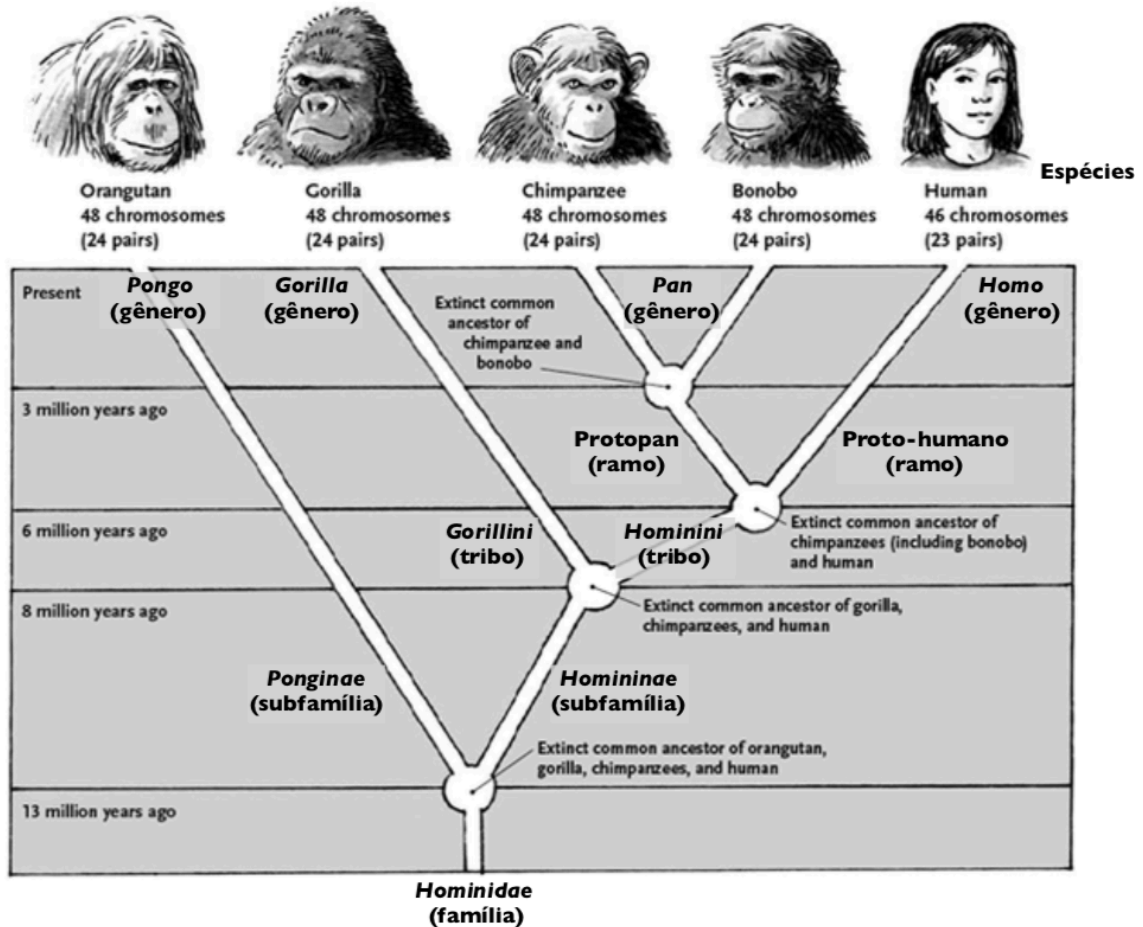 Espécies
Orangutan
48 chromosomes
(24 pairs)
Gorilla
48 chromosomes
(24 pairs)
Chimpanzee
48 chromosomes
(24 pairs)
Bonobo
48 chromosomes
(24 pairs)
Human
46 chromosomes
(23 pairs)
Present
Pongo
(gênero)
Gorilla
(gênero)
Extinct common
ancestor of
chimpanzee and
bonobo
Pan
(gênero)
Homo
(gênero)
3 million years ago
Protopan
(ramo)
Proto-humano
(ramo)
6 million years ago
Gorillini
(tribo)
Hominini
(tribo)
Extinct common ancestor of
chimpanzees (including bonobo)
and human
8 million years ago
Extinct common ancestor of gorilla,
chimpanzees, and human
Ponginae
(subfamília)
Homininae
(subfamília)
Extinct common ancestor of orangutan,
gorilla, chimpanzees, and human
13 million years ago
Hominidae
(família)